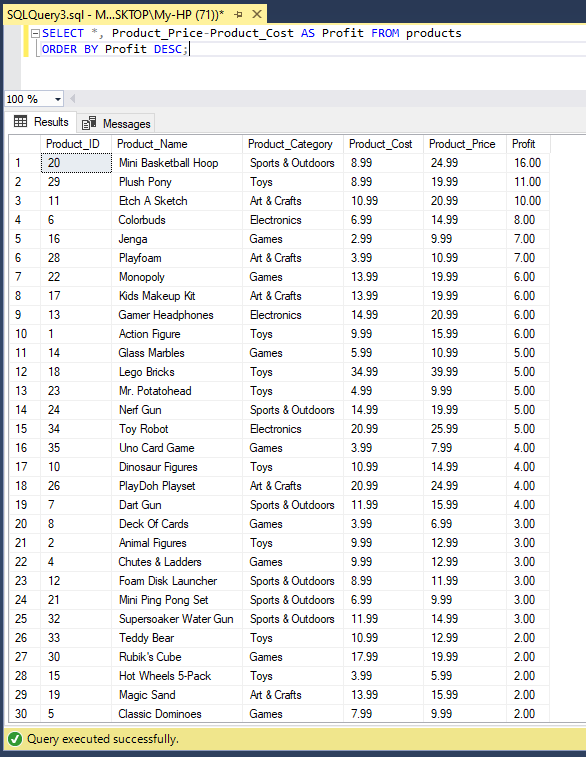 SQLQuery3.sql - M...SKTOP\My-HP (71))*
SELECT *, Product_Price-Product_Cost AS Profit FROM products
ORDER BY Profit DESC;
100 %
Results Messages
Product_ID Product_Name Product_Category Product_Cost Product_Price Profit
1 20 Mini Basketball Hoop Sports & Outdoors 8.99 24.99 16.00
2 29 Plush Pony Toys 8.99 19.99 11.00
3 11 Etch A Sketch Art & Crafts 10.99 20.99 10.00
4 6 Colorbuds Electronics 6.99 14.99 8.00
5 16 Jenga Games 2.99 9.99 7.00
6 28 Playfoam Art & Crafts 3.99 10.99 7.00
7 22 Monopoly Games 13.99 19.99 6.00
8 17 Kids Makeup Kit Art & Crafts 13.99 19.99 6.00
9 13 Gamer Headphones Electronics 14.99 20.99 6.00
10 1 Action Figure Toys 9.99 15.99 6.00
11 14 Glass Marbles Games 5.99 10.99 5.00
12 18 Lego Bricks Toys 34.99 39.99 5.00
13 23 Mr. Potatohead Toys 4.99 9.99 5.00
14 24 Nerf Gun Sports & Outdoors 14.99 19.99 5.00
15 34 Toy Robot Electronics 20.99 25.99 5.00
16 35 Uno Card Game Games 3.99 7.99 4.00
17 10 Dinosaur Figures Toys 10.99 14.99 4.00
18 26 PlayDoh Playset Art & Crafts 20.99 24.99 4.00
19 7 Dart Gun Sports & Outdoors 11.99 15.99 4.00
20 8 Deck Of Cards Games 3.99 6.99 3.00
21 2 Animal Figures Toys 9.99 12.99 3.00
22 4 Chutes & Ladders Games 9.99 12.99 3.00
23 12 Foam Disk Launcher Sports & Outdoors 8.99 11.99 3.00
24 21 Mini Ping Pong Set Sports & Outdoors 6.99 9.99 3.00
25 32 Supersoaker Water Gun Sports & Outdoors 11.99 14.99 3.00
26 33 Teddy Bear Toys 10.99 12.99 2.00
27 30 Rubik's Cube Games 17.99 19.99 2.00
28 15 Hot Wheels 5-Pack Toys 3.99 5.99 2.00
29 19 Magic Sand Art & Crafts 13.99 15.99 2.00
30 5 Classic Dominoes Games 7.99 9.99 2.00
Query executed successfully.